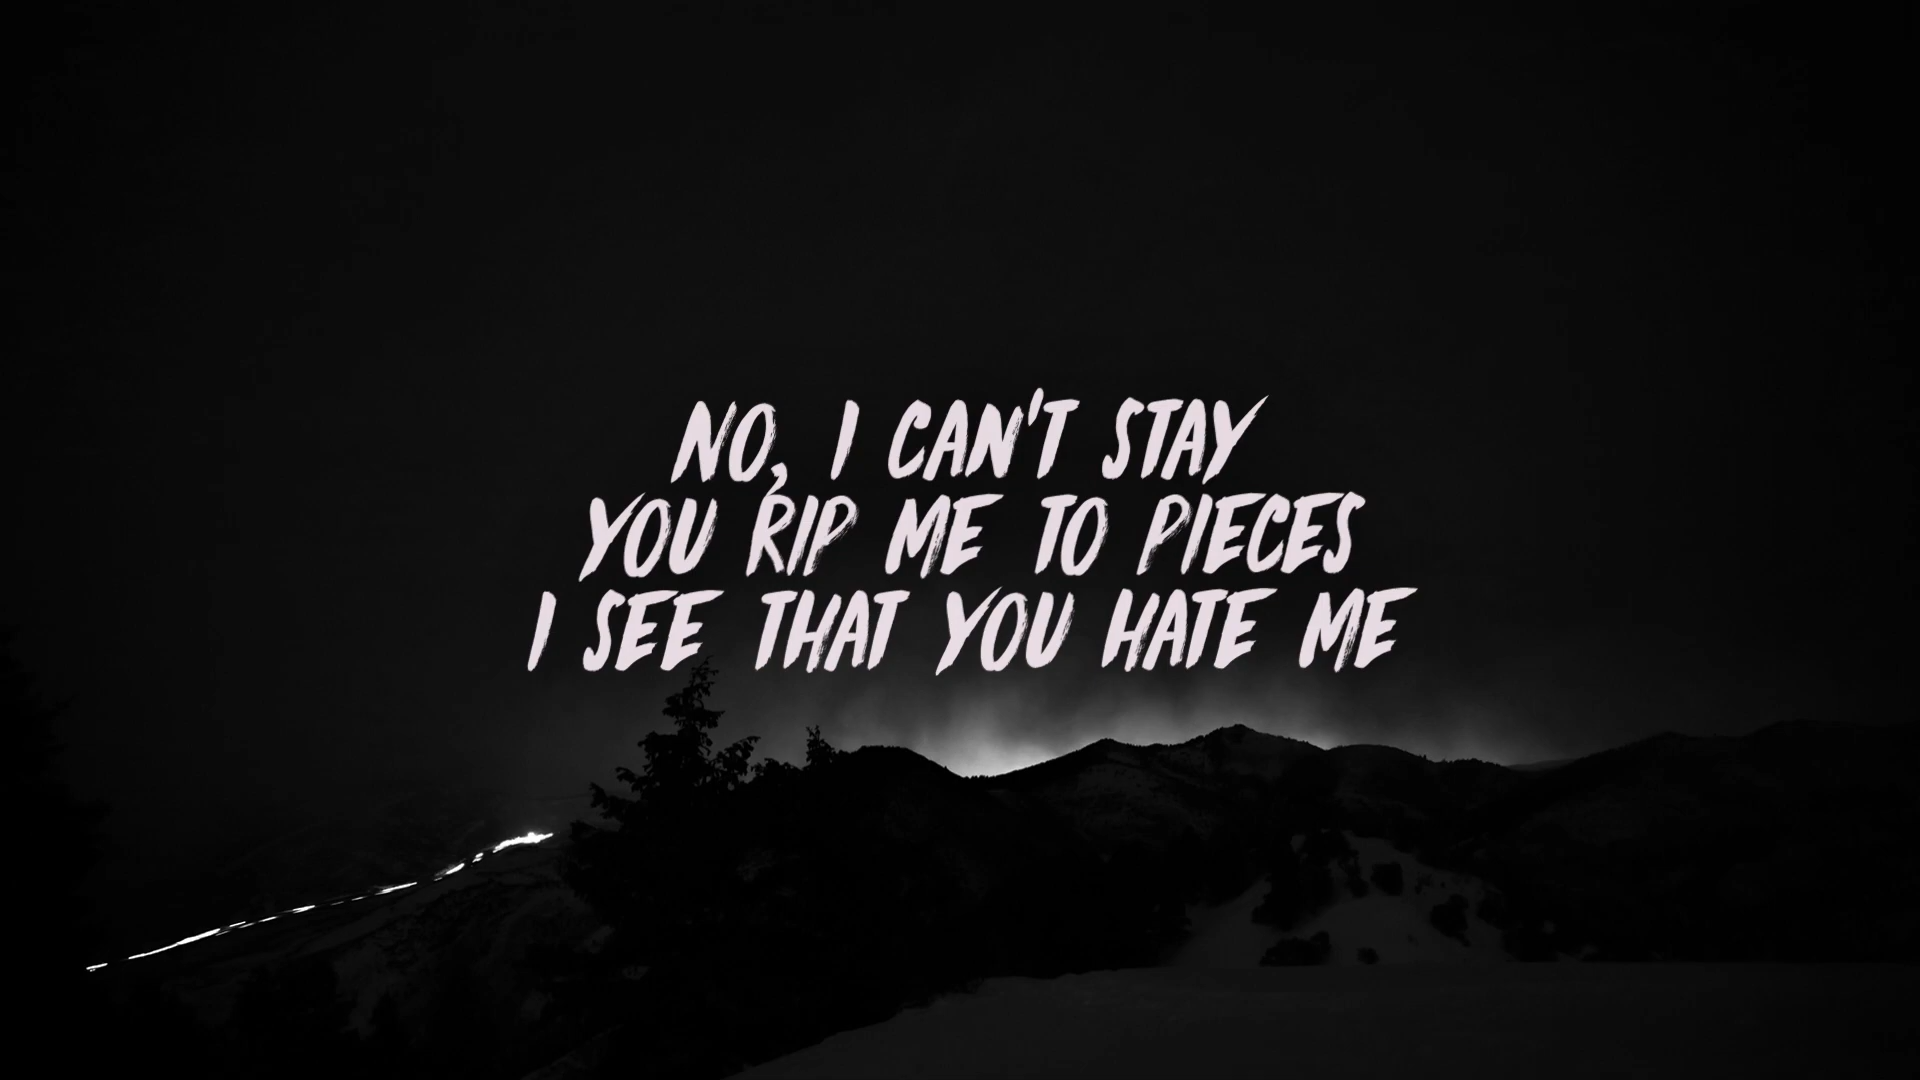 NO, I CAN'T STAY
YOU RIP ME TO PIECES
I SEE THAT YOU HATE ME